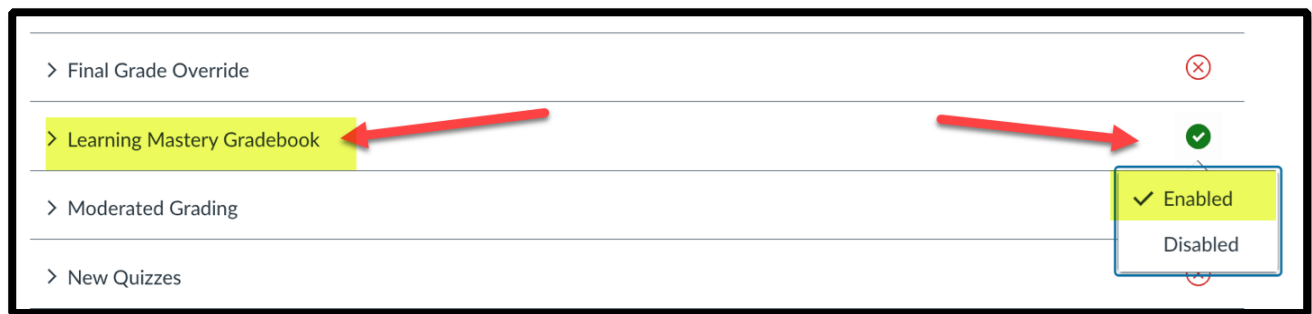 Final Grade Override
Learning Mastery Gradebook
Moderated Grading
Enabled
Disabled
New Quizzes